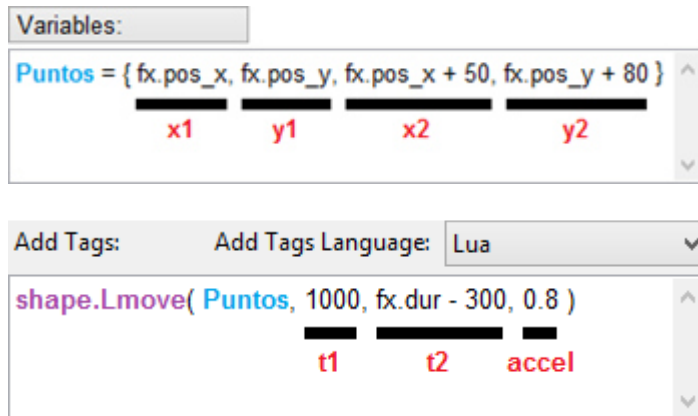 Variables:
Puntos = { fx.pos_x, fx.pos_y, fx.pos_x + 50, fx.pos_y + 80 }
x1 y1 x2 y2
Add Tags: Add Tags Language: Lua
shape.Lmove( Puntos, 1000, fx.dur - 300, 0.8 )
t1 t2 accel